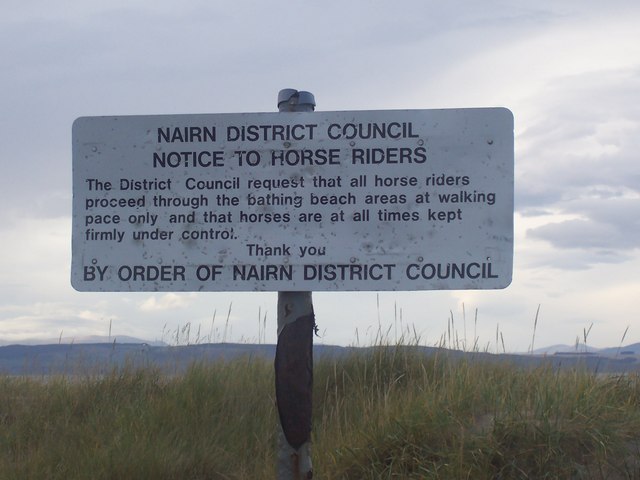 NAIRN DISTRICT COUNCIL
NOTICE TO HORSE RIDERS
The District Council request that all horse riders
proceed through the bathing beach areas at walking
pace only and that horses are at all times kept
firmly under control.
Thank you
BY ORDER OF NAIRN DISTRICT COUNCIL